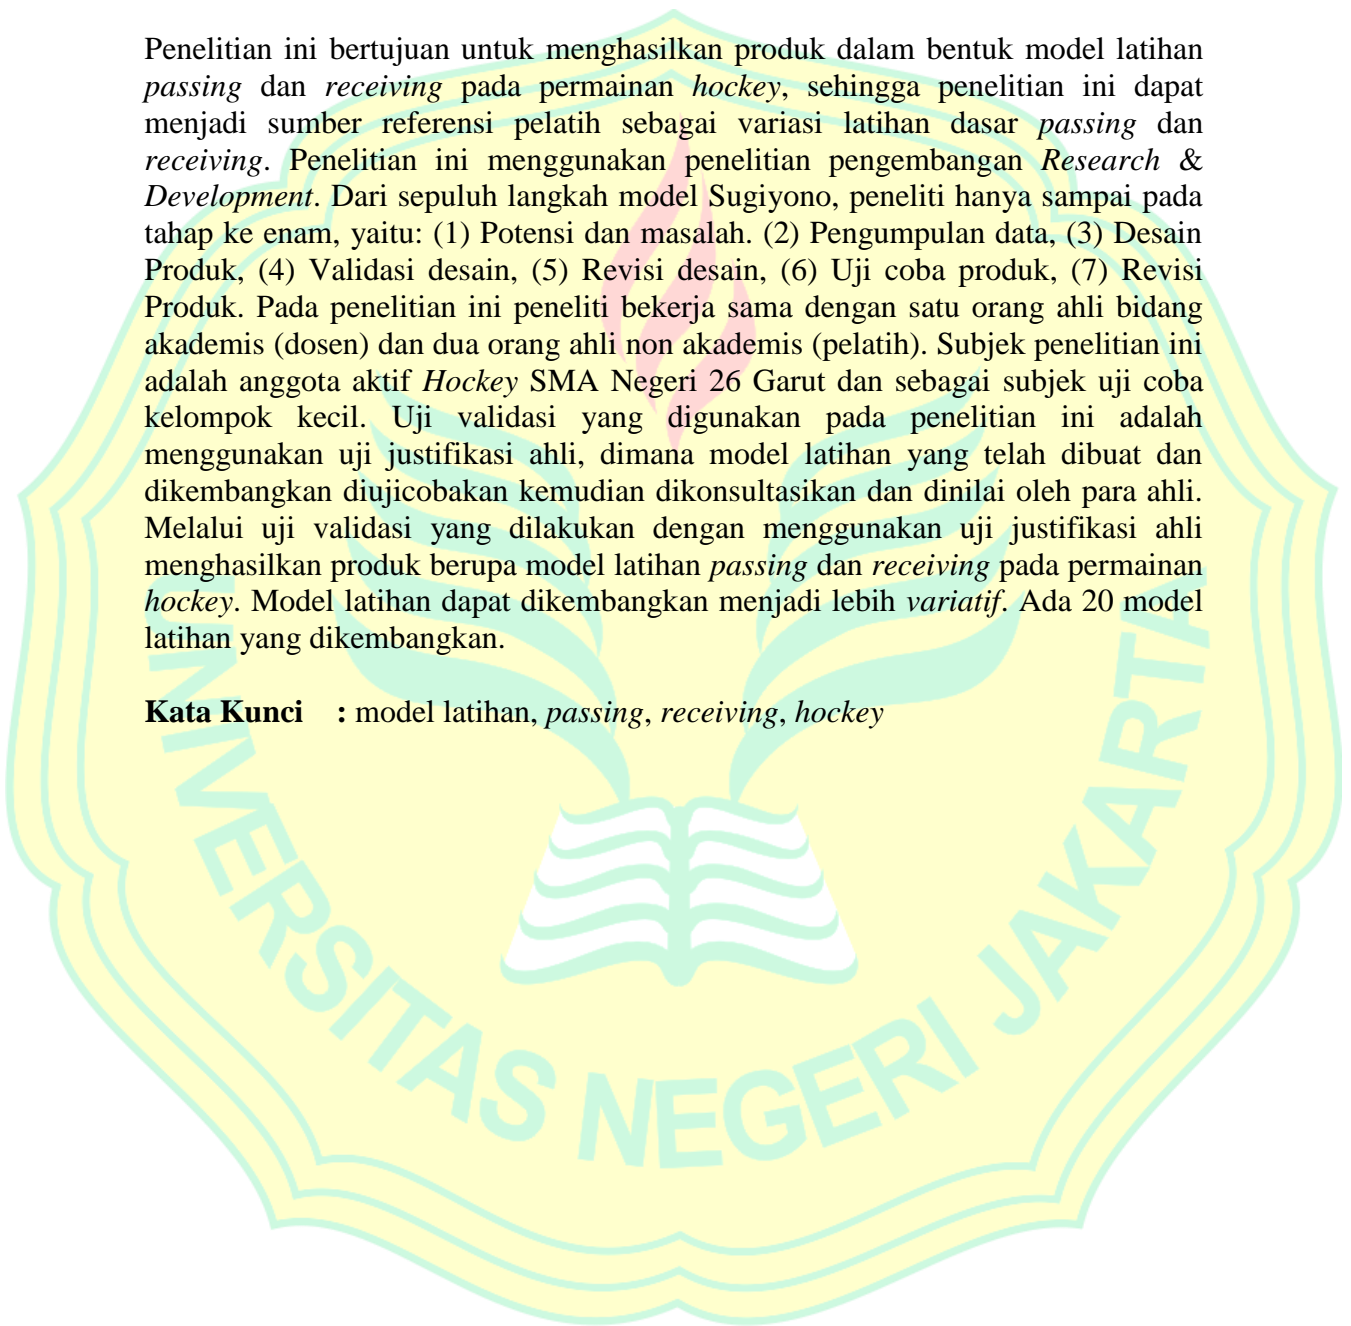 Penelitian ini bertujuan untuk menghasilkan produk dalam bentuk model latihan
passing dan receiving pada permainan hockey, sehingga penelitian ini dapat
menjadi sumber referensi pelatih sebagai variasi latihan dasar passing dan
receiving. Penelitian ini menggunakan penelitian pengembangan Research &
Development. Dari sepuluh langkah model Sugiyono, peneliti hanya sampai pada
tahap ke enam, yaitu: (1) Potensi dan masalah. (2) Pengumpulan data, (3) Desain
Produk, (4) Validasi desain, (5) Revisi desain, (6) Uji coba produk, (7) Revisi
Produk. Pada penelitian ini peneliti bekerja sama dengan satu orang ahli bidang
akademis (dosen) dan dua orang ahli non akademis (pelatih). Subjek penelitian ini
adalah anggota aktif Hockey SMA Negeri 26 Garut dan sebagai subjek uji coba
kelompok kecil. Uji validasi yang digunakan pada penelitian ini adalah
menggunakan uji justifikasi ahli, dimana model latihan yang telah dibuat dan
dikembangkan diujicobakan kemudian dikonsultasikan dan dinilai oleh para ahli.
Melalui uji validasi yang dilakukan dengan menggunakan uji justifikasi ahli
menghasilkan produk berupa model latihan passing dan receiving pada permainan
hockey. Model latihan dapat dikembangkan menjadi lebih variatif. Ada 20 model
latihan yang dikembangkan.
Kata Kunci : model latihan, passing, receiving, hockey
UNIVERSITAS NEGERI JAKARTA